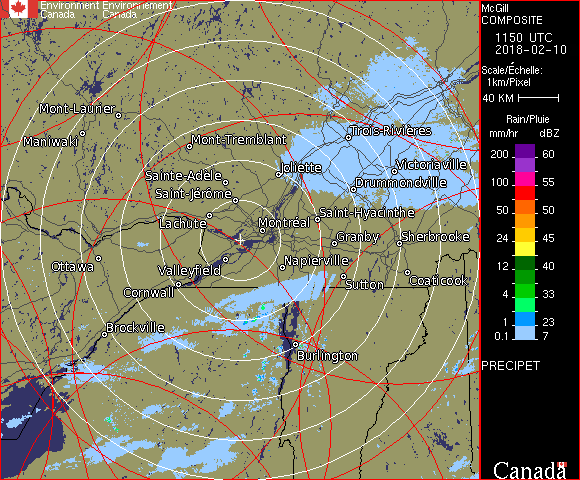 Environment Environnement
Canada Canada
McGill
COMPOSITE
1150 UTC
2018-02-10
Scale/Échelle:
1km/Pixel
40 KM
Rain/Pluie
mm/hr dBZ
200 60
100 55
50 50
24 45
12 40
4 33
1 23
0.1 7
PRECIPET
Canada
Mont-Laurier
Maniwaki
Mont-Tremblant
Trois-Rivières
Sainte-Adèle
Joliette
Victoriaville
Saint-Jérôme
Drummondville
Lachute
Montréal
Saint-Hyacinthe
Granby
Sherbrooke
Ottawa
Valleyfield
Napierville
Cornwall
Sutton
Coaticook
Brockville
Burlington